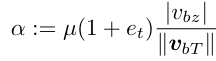 α := μ(1 + e_t) |v_{bz}| / ‖𝒗_{bT}‖